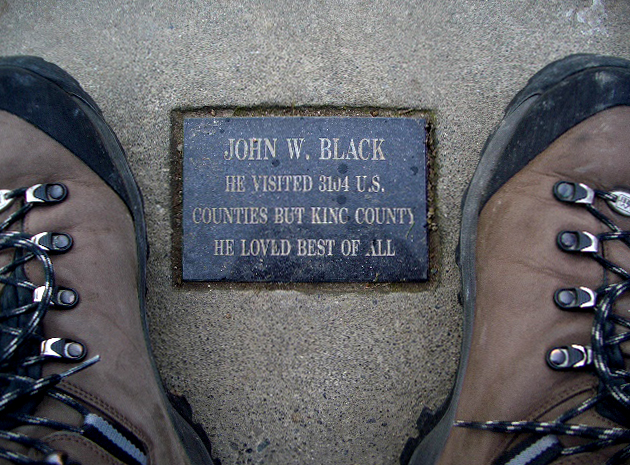 JOHN W. BLACK
HE VISITED 3104 U.S.
COUNTIES BUT KING COUNTY
HE LOVED BEST OF ALL